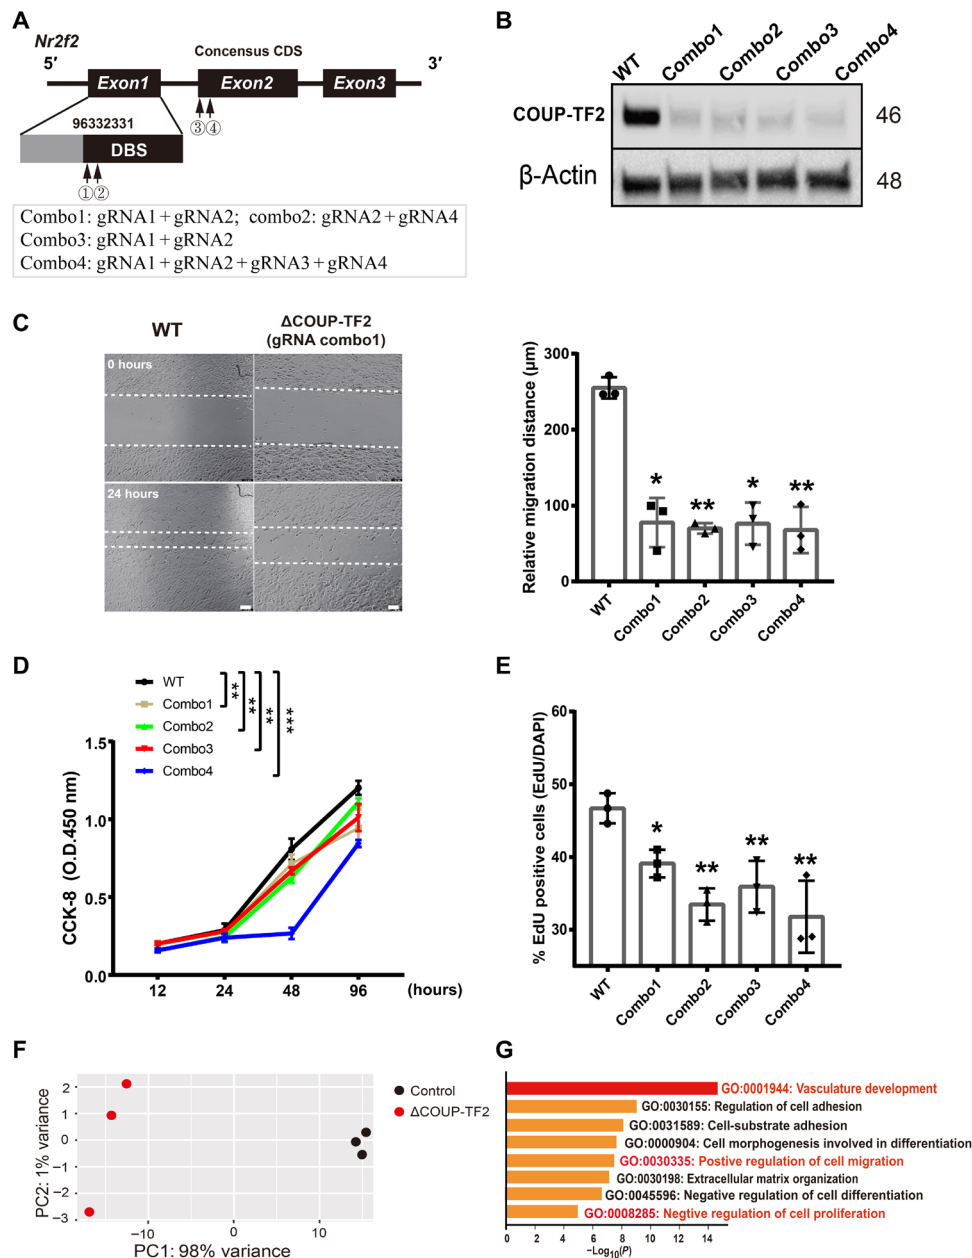 A
Nr2f2
Concensus CDS
5′
3′
Exon1
Exon2
Exon3
96332331
DBS
③④
①②
Combo1: gRNA1+gRNA2; combo2: gRNA2+gRNA4
Combo3: gRNA1+gRNA2
Combo4: gRNA1+gRNA2+gRNA3+gRNA4
B
WT
Combo1
Combo2
Combo3
Combo4
COUP-TF2
46
β-Actin
48
C
WT
ΔCOUP-TF2
(gRNA combo1)
0 hours
24 hours
Relative migration distance (μm)
300
200
100
0
*
**
*
**
WT
Combo1
Combo2
Combo3
Combo4
D
WT
Combo1
Combo2
Combo3
Combo4
**
**
**
***
CCK-8 (O.D.450 nm)
1.5
1.0
0.5
0.0
12
24
48
96
(hours)
E
% EdU positive cells (EdU/DAPI)
60
50
40
30
*
**
**
**
WT
Combo1
Combo2
Combo3
Combo4
F
PC2: 1% variance
2
1
0
−1
−2
−3
−10
0
10
PC1: 98% variance
Control
ΔCOUP-TF2
G
GO:0001944: Vasculature development
GO:0030155: Regulation of cell adhesion
GO:0031589: Cell-substrate adhesion
GO:0000904: Cell morphogenesis involved in differentiation
GO:0030335: Postive regulation of cell migration
GO:0030198: Extracellular matrix organization
GO:0045596: Negative regulation of cell differentiation
GO:0008285: Negtive regulation of cell proliferation
0 2 4 6 8 10 12 14
−Log10(P)